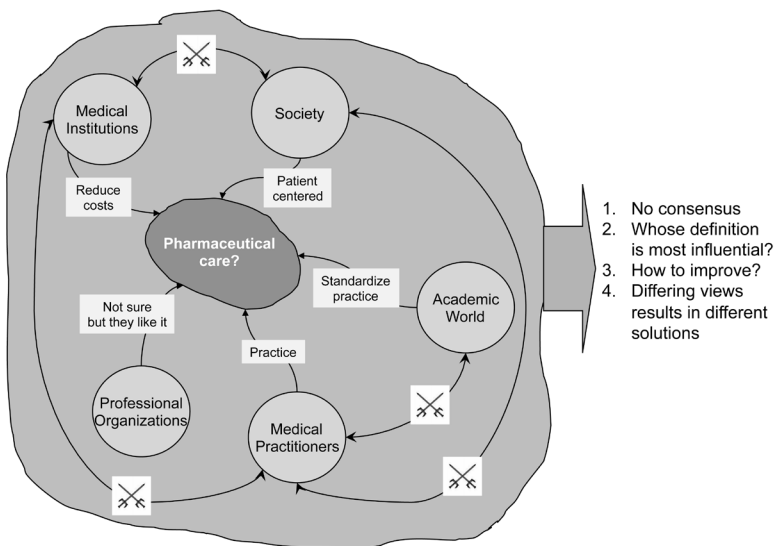 Medical
Institutions
Society
Reduce
costs
Patient
centered
Pharmaceutical
care?
Standardize
practice
Academic
World
Not sure
but they like it
Practice
Professional
Organizations
Medical
Practitioners
1. No consensus
2. Whose definition
is most influential?
3. How to improve?
4. Differing views
results in different
solutions